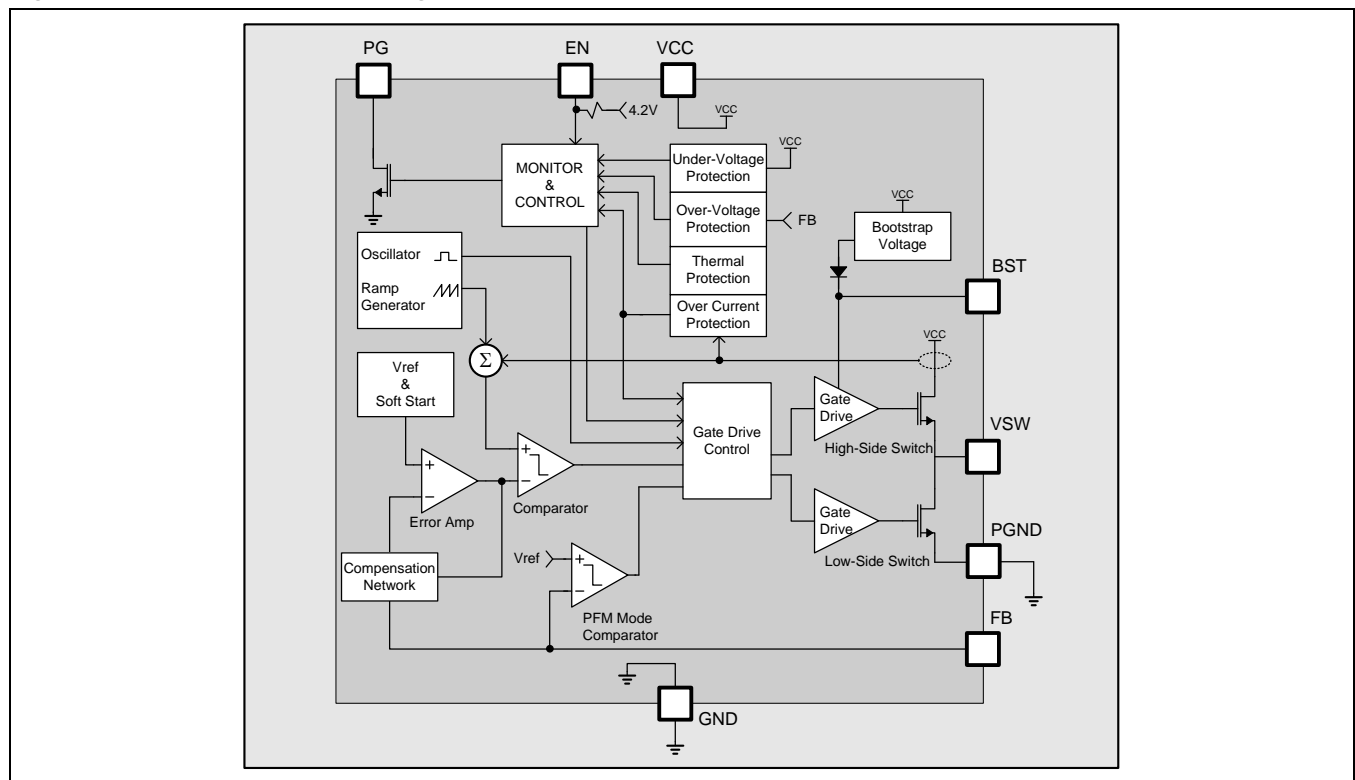 PG
EN
VCC
4.2V
VCC
MONITOR
&
CONTROL
Under-Voltage
Protection
VCC
Over-Voltage
Protection
FB
Thermal
Protection
Over Current
Protection
VCC
Bootstrap
Voltage
BST
Oscillator
Ramp
Generator
Σ
VCC
Vref
&
Soft Start
Gate Drive
Control
Gate
Drive
High-Side Switch
VSW
+
−
Error Amp
+
−
Comparator
Gate
Drive
Low-Side Switch
PGND
Compensation
Network
Vref
+
−
PFM Mode
Comparator
FB
GND